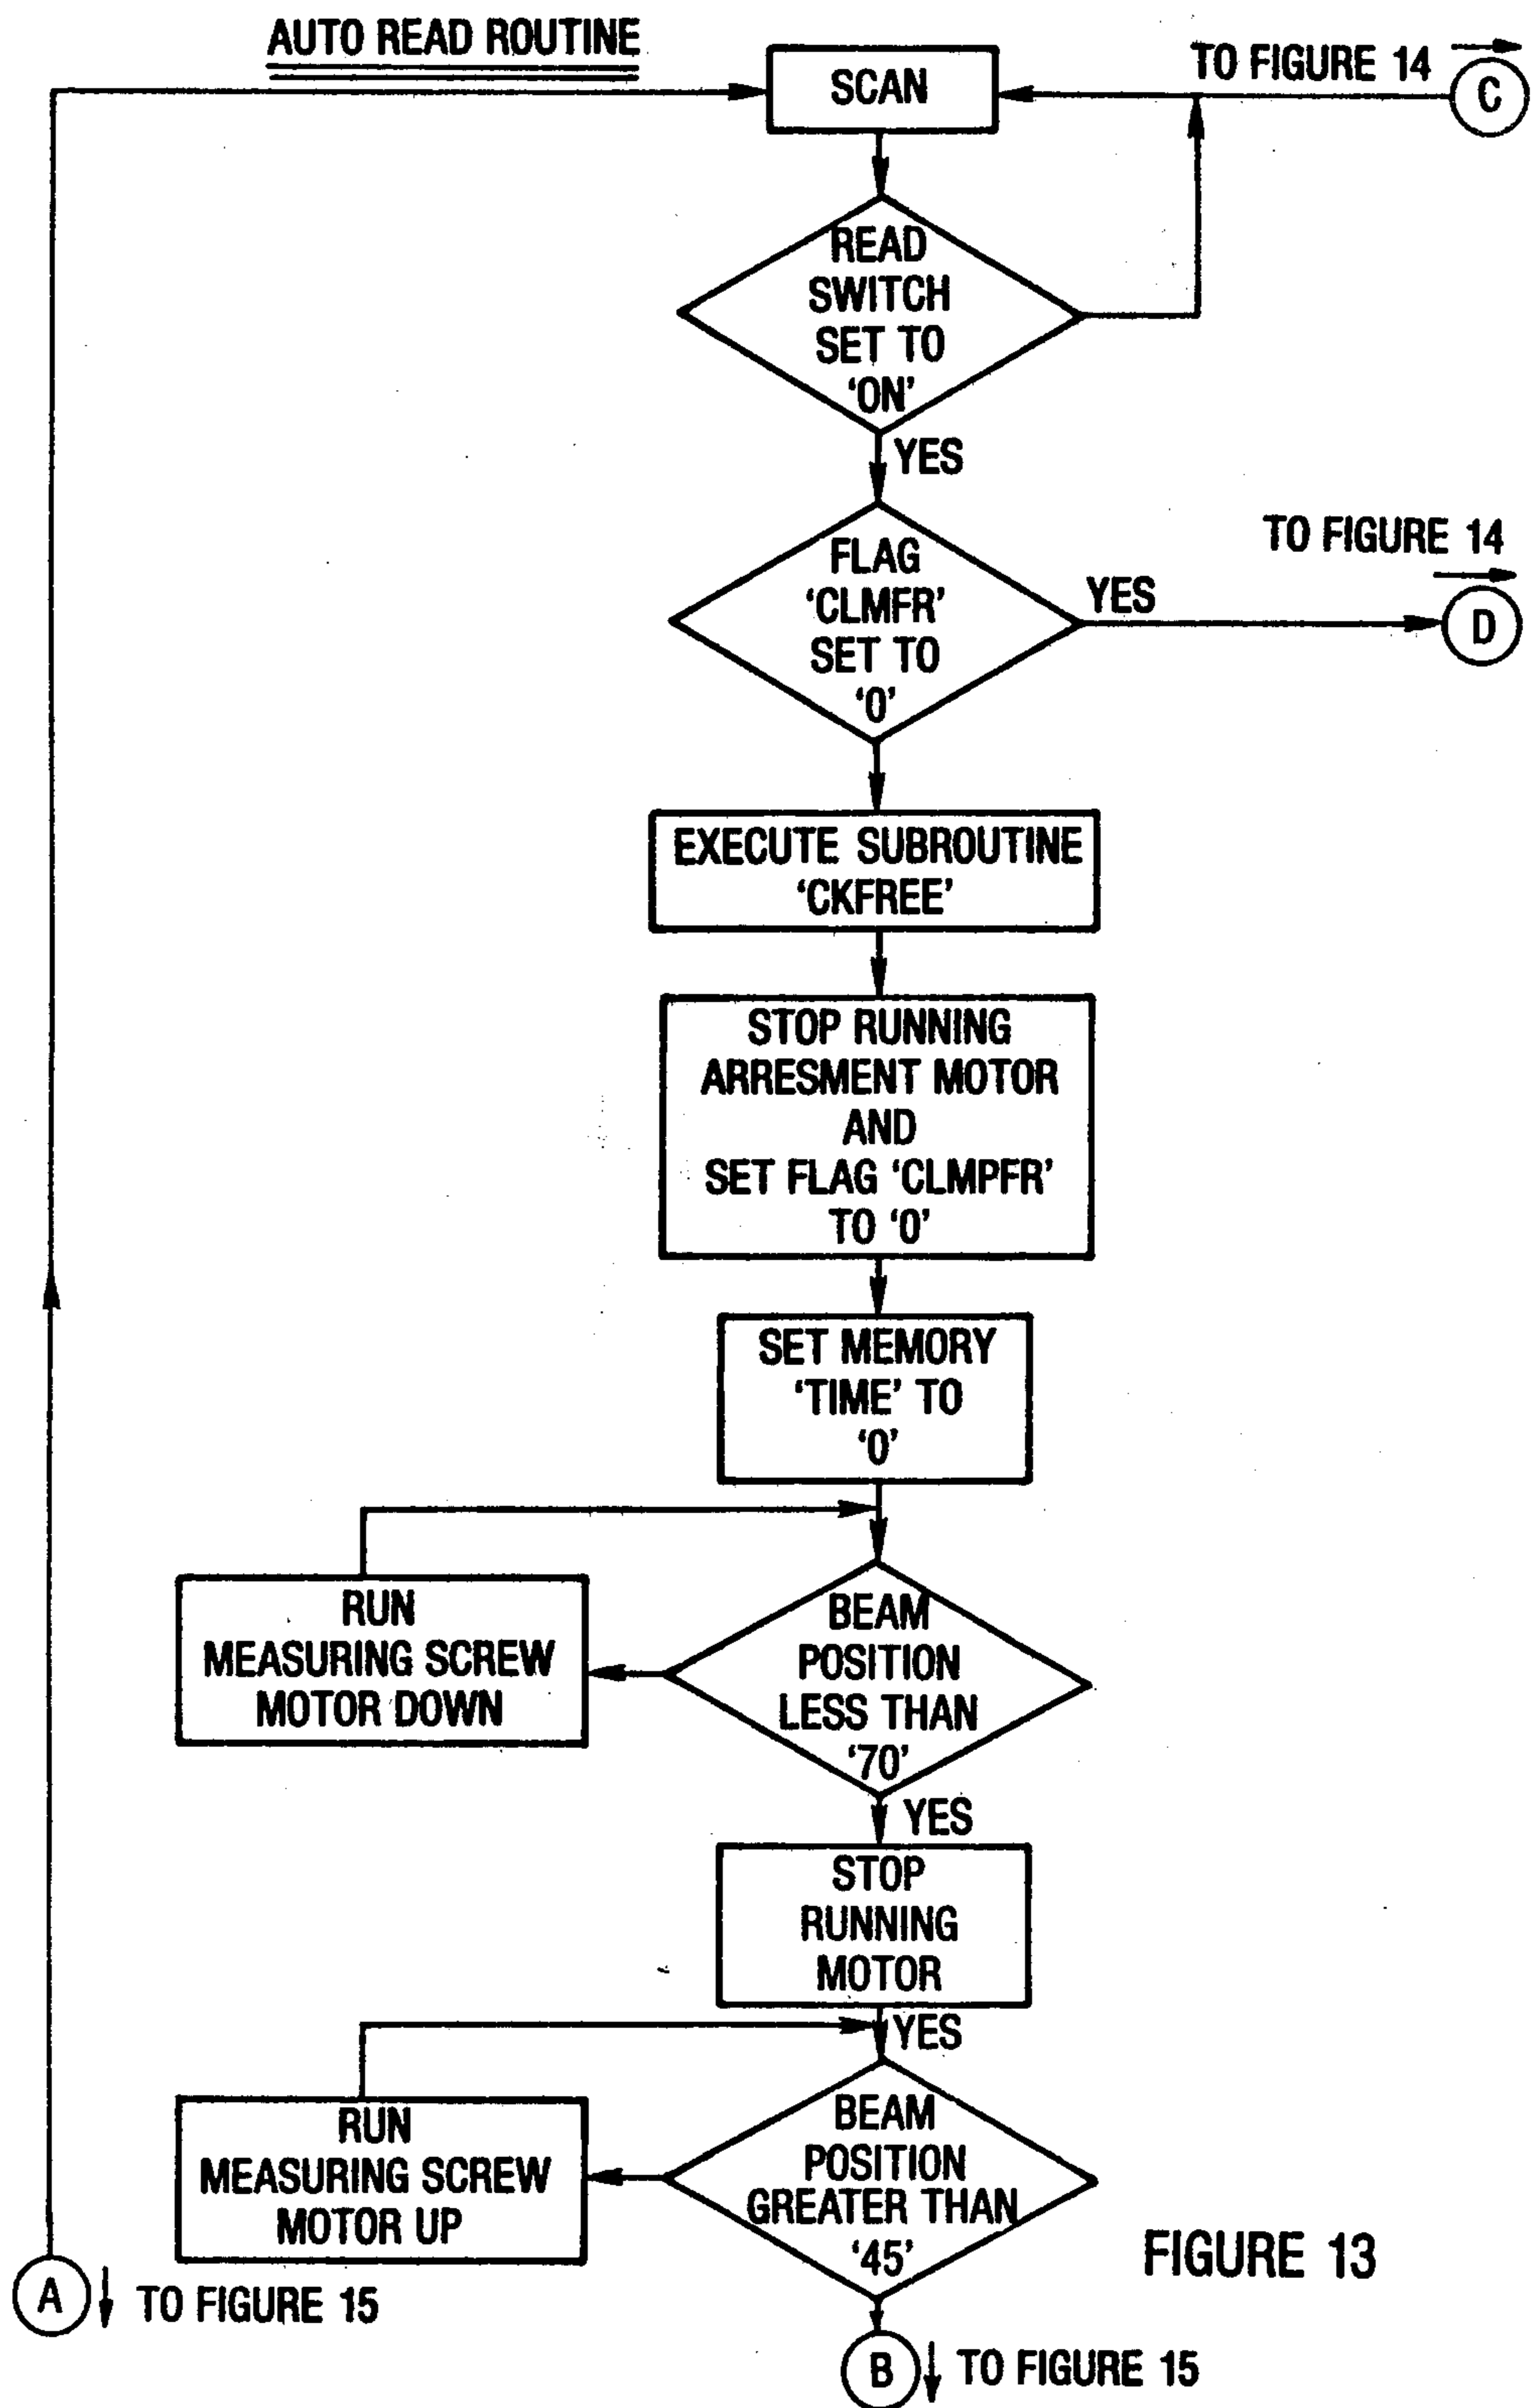 AUTO READ ROUTINE
SCAN
TO FIGURE 14
C
READ
SWITCH
SET TO
‘ON’
YES
FLAG
‘CLMFR’
SET TO
‘0’
YES
TO FIGURE 14
D
EXECUTE SUBROUTINE
‘CKFREE’
STOP RUNNING
ARRESMENT MOTOR
AND
SET FLAG ‘CLMPFR’
TO ‘0’
SET MEMORY
‘TIME’ TO
‘0’
RUN
MEASURING SCREW
MOTOR DOWN
BEAM
POSITION
LESS THAN
‘70’
YES
STOP
RUNNING
MOTOR
YES
RUN
MEASURING SCREW
MOTOR UP
BEAM
POSITION
GREATER THAN
‘45’
FIGURE 13
A
TO FIGURE 15
B
TO FIGURE 15